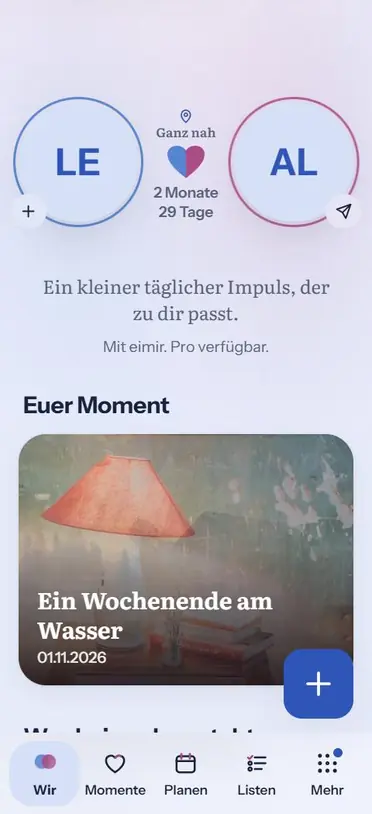 LE
Ganz nah
2 Monate
29 Tage
AL
Ein kleiner täglicher Impuls, der
zu dir passt.
Mit eimir. Pro verfügbar.
Euer Moment
Ein Wochenende am
Wasser
01.11.2026
Wir
Momente
Planen
Listen
Mehr